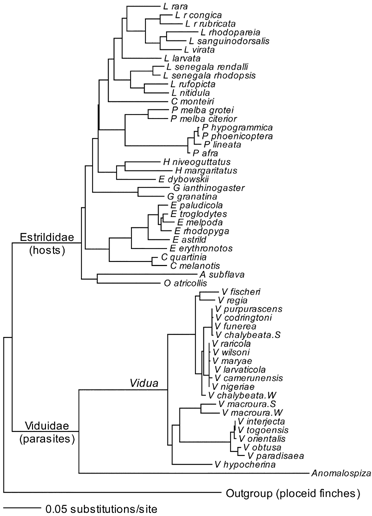 L rara
L r congica
L r rubricata
L rhodopareia
L sanguinodorsalis
L virata
L larvata
L senegala rendalli
L senegala rhodopsis
L rufopicta
L nitidula
C monteiri
P melba grotei
P melba citerior
P hypogrammica
P phoenicoptera
P lineata
P afra
H niveoguttatus
H margaritatus
E dybowskii
G ianthinogaster
G granatina
E paludicola
E troglodytes
E melpoda
E rhodopyga
E astrild
E erythronotos
C quartinia
C melanotis
A subflava
O atricollis
Estrildidae
(hosts)
V fischeri
V regia
V purpurascens
V codringtoni
V funerea
V chalybeata.S
V raricola
V wilsoni
V maryae
V larvaticola
V camerunensis
V nigeriae
V chalybeata.W
V macroura.S
V macroura.W
V interjecta
V togoensis
V orientalis
V obtusa
V paradisaea
V hypocherina
Vidua
Viduidae
(parasites)
Anomalospiza
Outgroup (ploceid finches)
0.05 substitutions/site